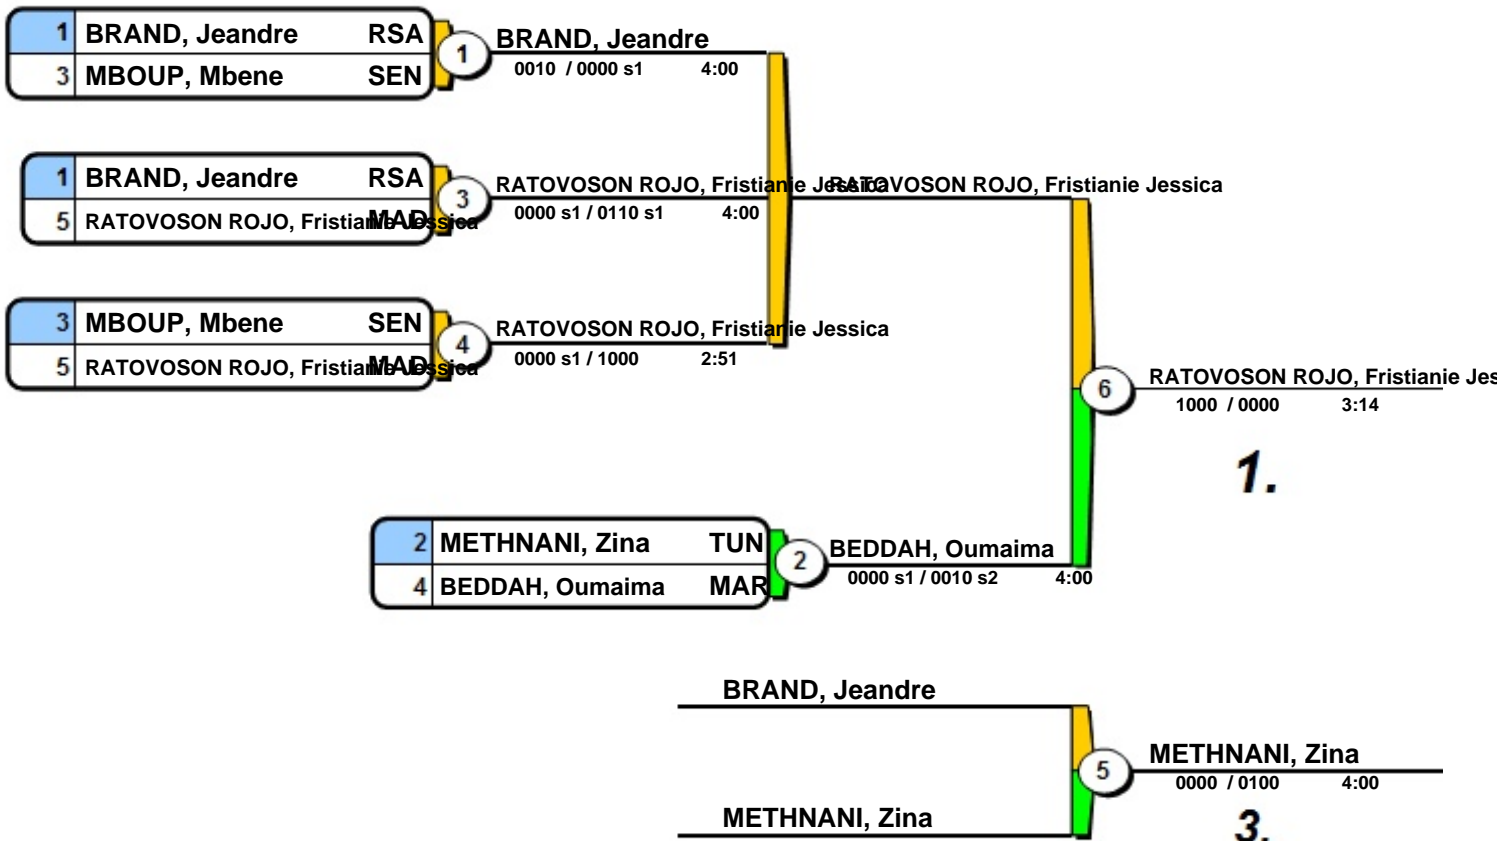 1 BRAND, Jeandre RSA
3 MBOUP, Mbene SEN
1 BRAND, Jeandre
0010 / 0000 s1 4:00
1 BRAND, Jeandre RSA
5 RATOVOSON ROJO, Fristianie Jessica MAD
3 RATOVOSON ROJO, Fristianie Jessica
0000 s1 / 0110 s1 4:00
RATOVOSON ROJO, Fristianie Jessica
3 MBOUP, Mbene SEN
5 RATOVOSON ROJO, Fristianie Jessica MAD
4 RATOVOSON ROJO, Fristianie Jessica
0000 s1 / 1000 2:51
6 RATOVOSON ROJO, Fristianie Jes
1000 / 0000 3:14
1.
2 METHNANI, Zina TUN
4 BEDDAH, Oumaima MAR
2 BEDDAH, Oumaima
0000 s1 / 0010 s2 4:00
BRAND, Jeandre
METHNANI, Zina
5 METHNANI, Zina
0000 / 0100 4:00
3.